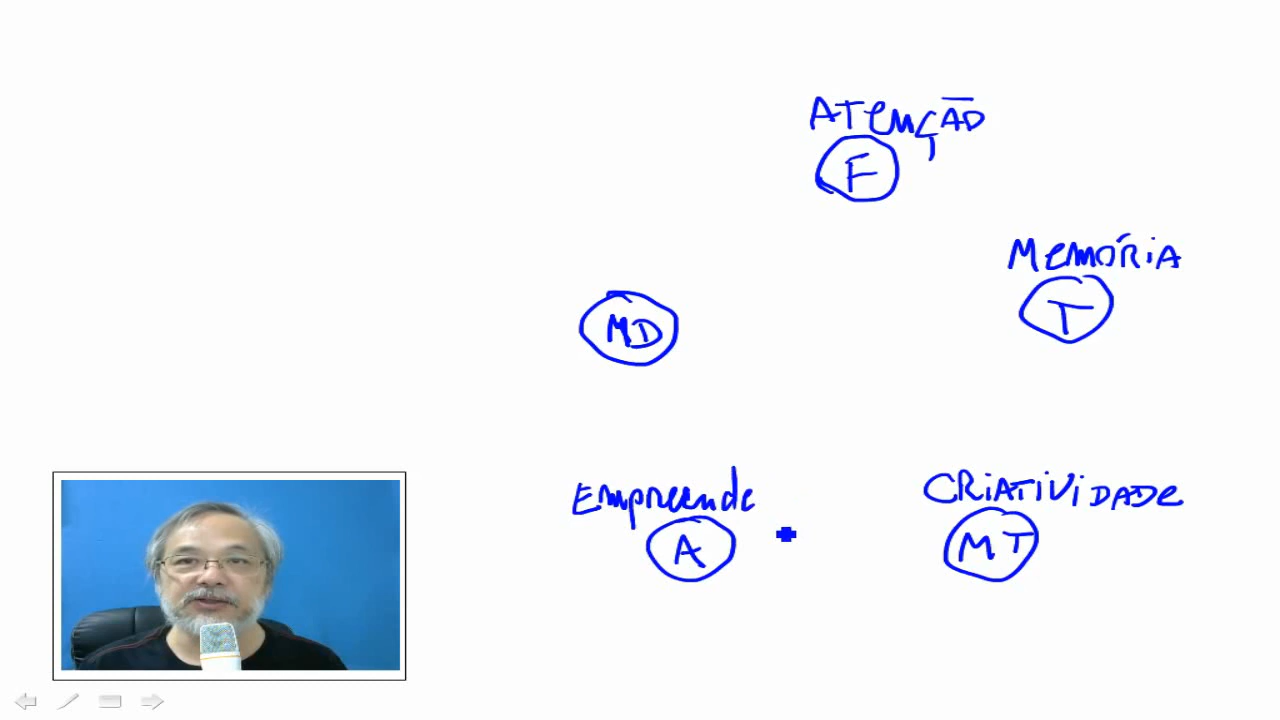 ATENÇÃO
F
MEMÓRIA
T
MD
EMPREENDE
A
CRIATIVIDADE
MT